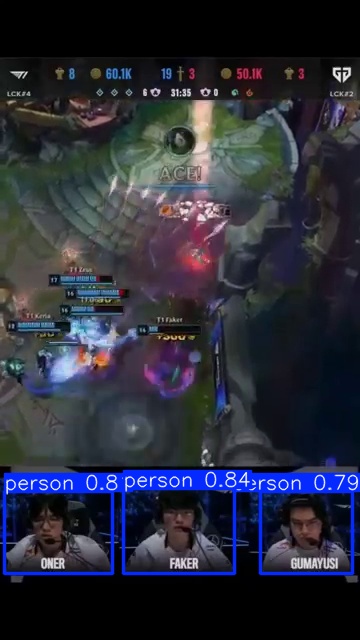 8 60.1K 19 3 50.1K 3
LCK#4 6 31:35 0 LCK#2
ACE!
T1 Zeus
T1 Keria
T1 Faker
person 0.8
person 0.84
erson 0.79
ONER
FAKER
GUMAYUSI